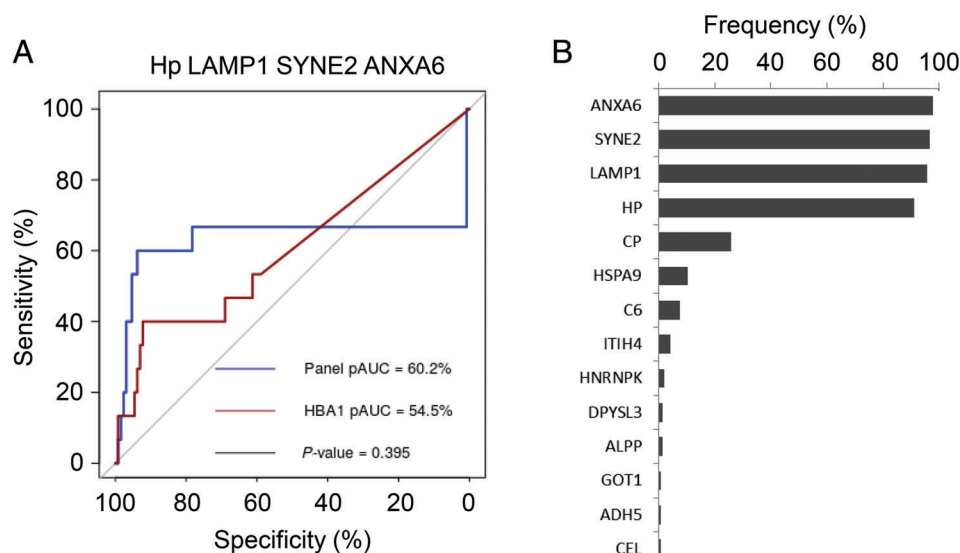 A
Hp LAMP1 SYNE2 ANXA6
100
80
60
40
20
0
Sensitivity (%)
Panel pAUC = 60.2%
HBA1 pAUC = 54.5%
P-value = 0.395
100 80 60 40 20 0
Specificity (%)
B
Frequency (%)
0 20 40 60 80 100
ANXA6
SYNE2
LAMP1
HP
CP
HSPA9
C6
ITIH4
HNRNPK
DPYSL3
ALPP
GOT1
ADH5
CEL